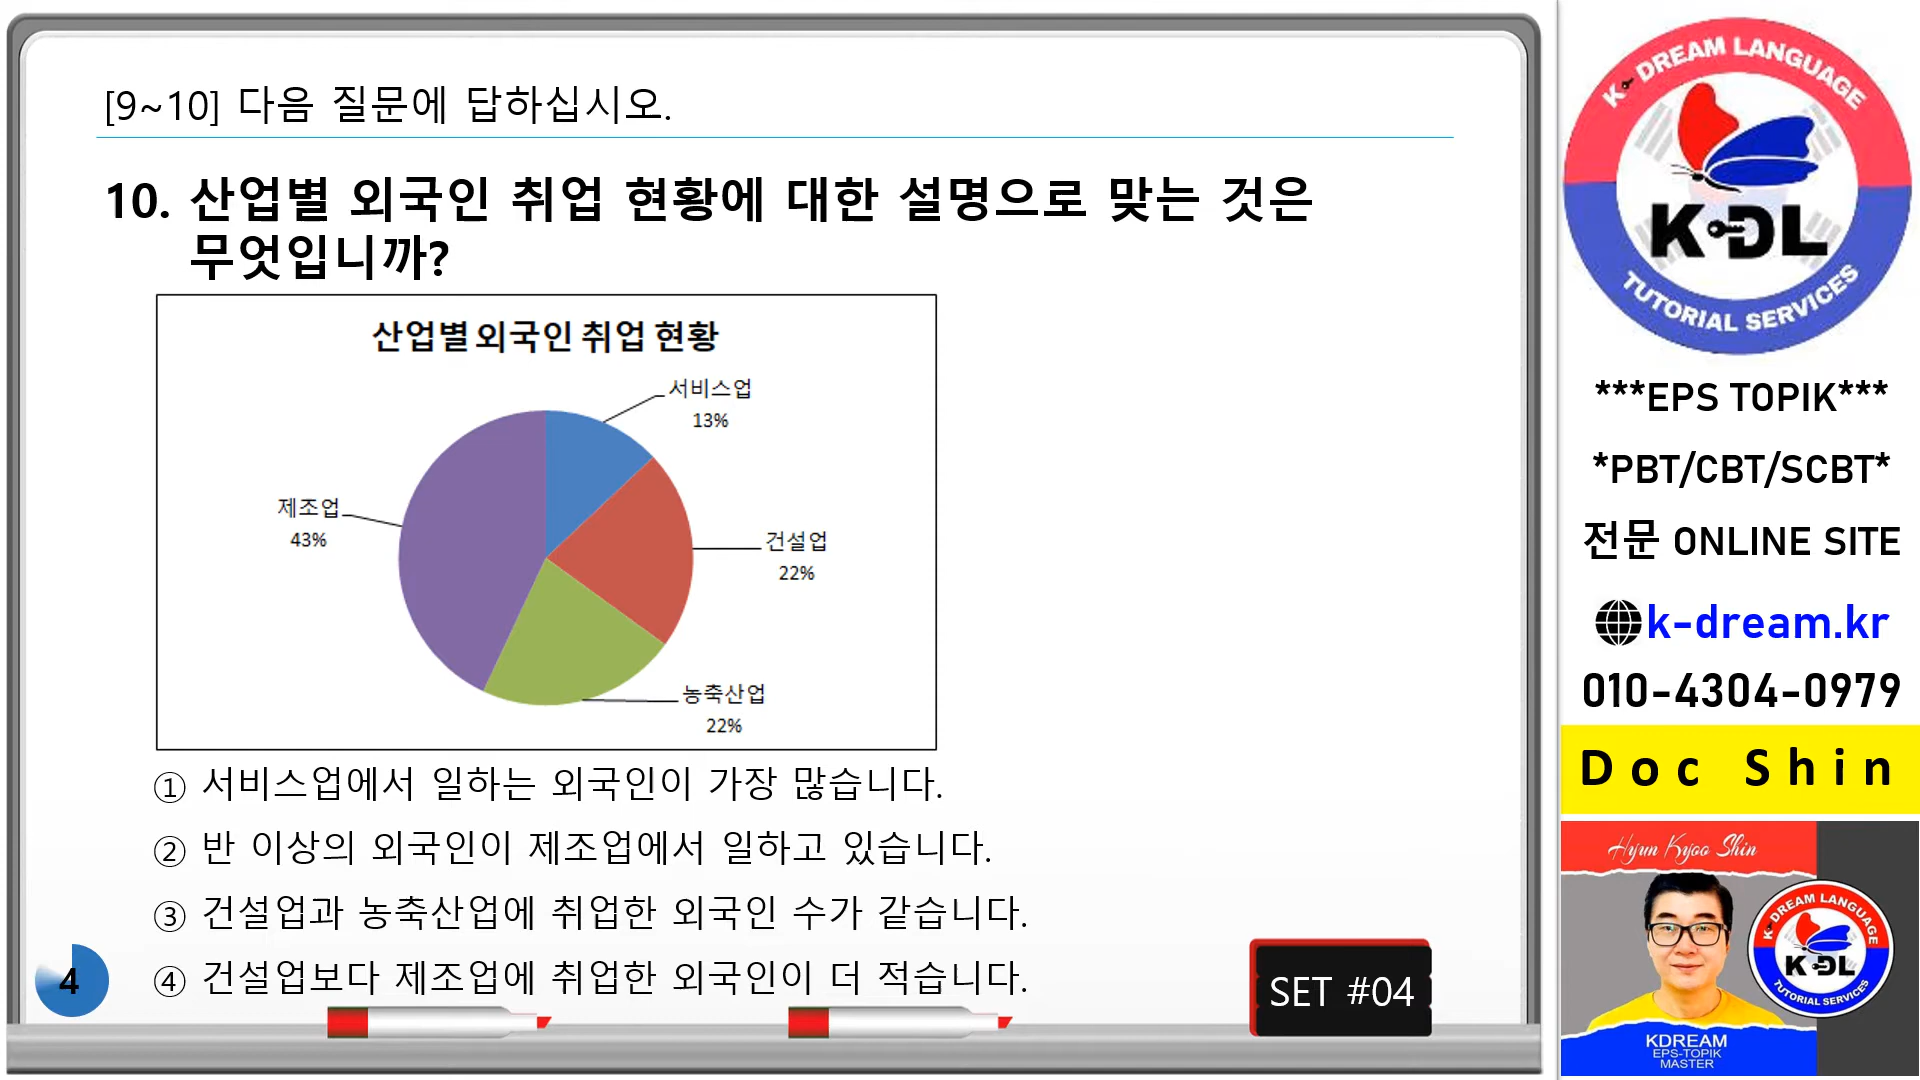 [9~10] 다음 질문에 답하십시오.
10. 산업별 외국인 취업 현황에 대한 설명으로 맞는 것은
무엇입니까?
산업별 외국인 취업 현황
서비스업
13%
제조업
43%
건설업
22%
농축산업
22%
① 서비스업에서 일하는 외국인이 가장 많습니다.
② 반 이상의 외국인이 제조업에서 일하고 있습니다.
③ 건설업과 농축산업에 취업한 외국인 수가 같습니다.
④ 건설업보다 제조업에 취업한 외국인이 더 적습니다.
4
SET #04
K-DREAM LANGUAGE
K-DL
TUTORIAL SERVICES
***EPS TOPIK***
*PBT/CBT/SCBT*
전문 ONLINE SITE
k-dream.kr
010-4304-0979
Doc Shin
Hyun Kyoo Shin
K-DREAM LANGUAGE
K-DL
TUTORIAL SERVICES
KDREAM
EPS-TOPIK
MASTER